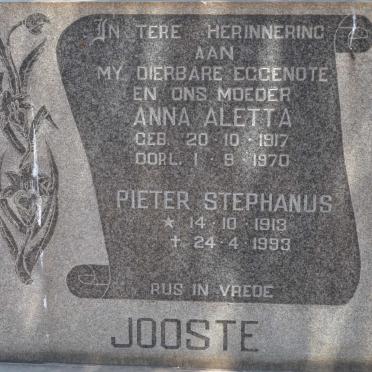 IN TERE HERINNERING
AAN
MY DIERBARE EGGENOTE
EN ONS MOEDER
ANNA ALETTA
GEB. 20·10·1917
OORL. 1·9·1970
PIETER STEPHANUS
★ 14·10·1913
✝ 24·4·1993
RUS IN VREDE
JOOSTE